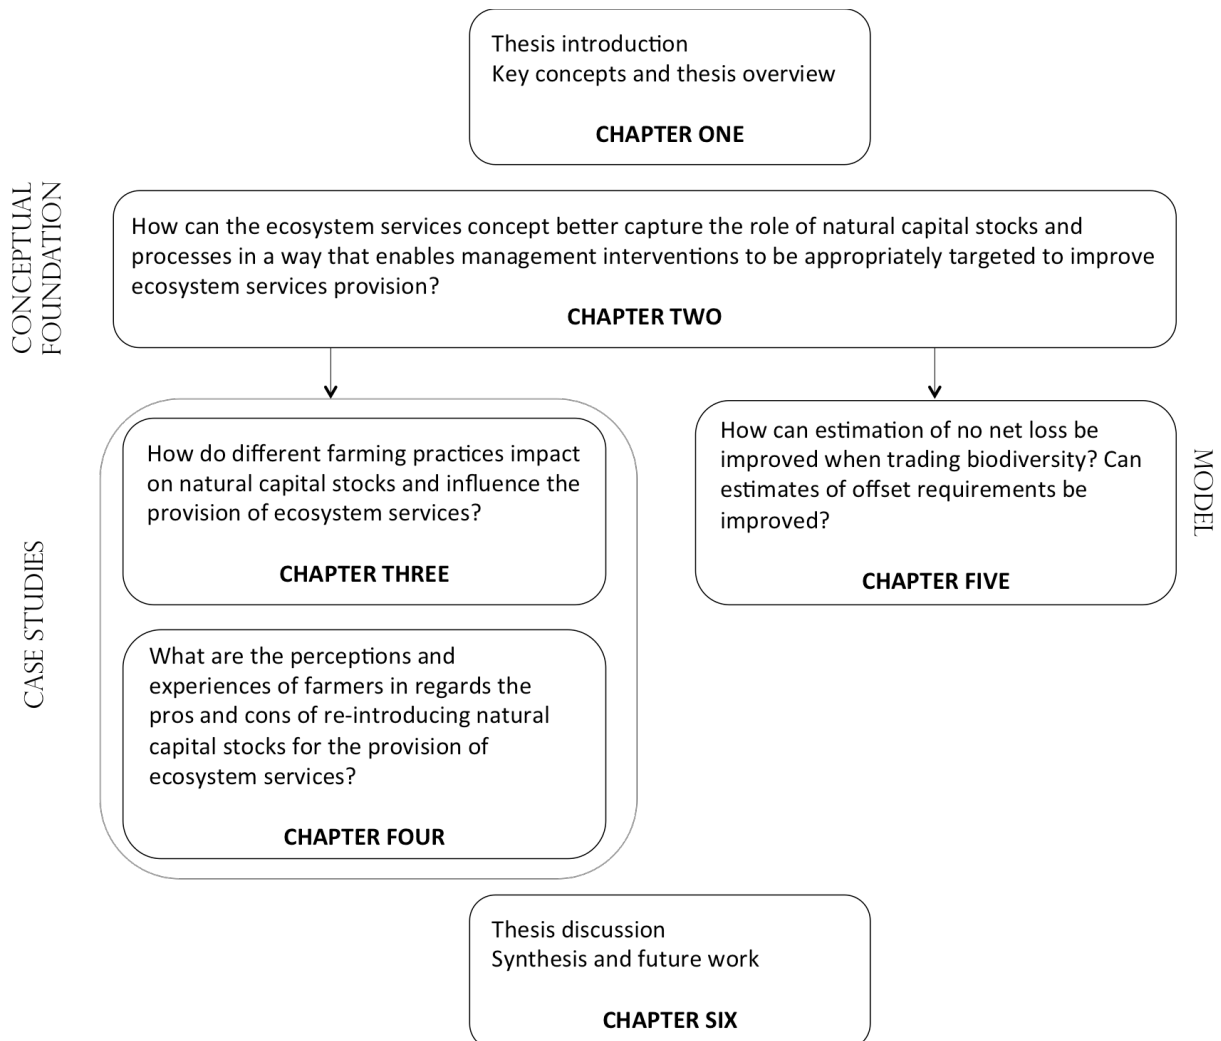 Thesis introduction
Key concepts and thesis overview
CHAPTER ONE
CONCEPTUAL
FOUNDATION
How can the ecosystem services concept better capture the role of natural capital stocks and
processes in a way that enables management interventions to be appropriately targeted to improve
ecosystem services provision?
CHAPTER TWO
CASE STUDIES
How do different farming practices impact
on natural capital stocks and influence the
provision of ecosystem services?
CHAPTER THREE
What are the perceptions and
experiences of farmers in regards the
pros and cons of re-introducing natural
capital stocks for the provision of
ecosystem services?
CHAPTER FOUR
How can estimation of no net loss be
improved when trading biodiversity? Can
estimates of offset requirements be
improved?
CHAPTER FIVE
MODEL
Thesis discussion
Synthesis and future work
CHAPTER SIX